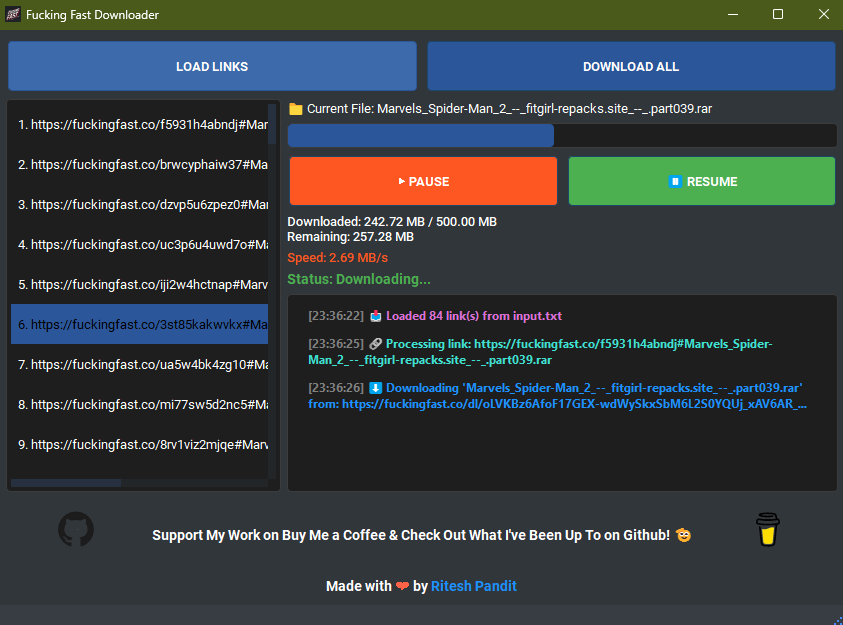 Fucking Fast Downloader
LOAD LINKS
DOWNLOAD ALL
1. https://fuckingfast.co/f5931h4abndj#Mar
2. https://fuckingfast.co/brwcyphaiw37#Ma
3. https://fuckingfast.co/dzvp5u6zpez0#Mar
4. https://fuckingfast.co/uc3p6u4uwd7o#Ma
5. https://fuckingfast.co/iji2w4hctnap#Marv
6. https://fuckingfast.co/3st85kakwvkx#Ma
7. https://fuckingfast.co/ua5w4bk4zg10#Ma
8. https://fuckingfast.co/mi77sw5d2nc5#Ma
9. https://fuckingfast.co/8rv1viz2mjqe#Marv
Current File: Marvels_Spider-Man_2_--_fitgirl-repacks.site_--_.part039.rar
PAUSE
RESUME
Downloaded: 242.72 MB / 500.00 MB
Remaining: 257.28 MB
Speed: 2.69 MB/s
Status: Downloading...
[23:36:22] Loaded 84 link(s) from input.txt
[23:36:25] Processing link: https://fuckingfast.co/f5931h4abndj#Marvels_Spider-
Man_2_--_fitgirl-repacks.site_--_.part039.rar
[23:36:26] Downloading 'Marvels_Spider-Man_2_--_fitgirl-repacks.site_--_.part039.rar'
from: https://fuckingfast.co/dl/oLVKBz6AfoF17GEX-wdWySkxSbM6L2S0YQUj_xAV6AR_...
Support My Work on Buy Me a Coffee & Check Out What I've Been Up To on Github!
Made with ❤ by Ritesh Pandit